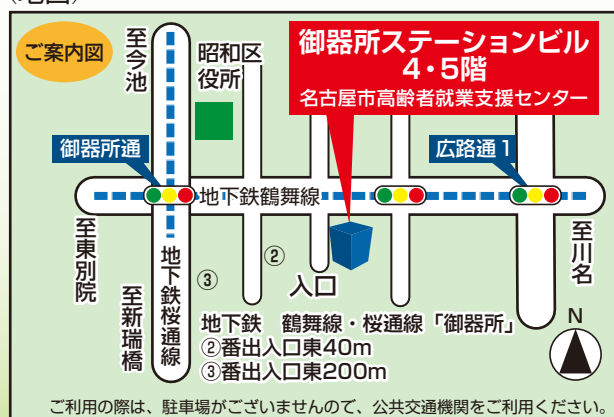 (地図)
ご案内図
至今池
昭和区
役所
御器所ステーションビル
4・5階
名古屋市高齢者就業支援センター
御器所通
広路通1
地下鉄鶴舞線
至東別院
至新瑞橋
地下鉄桜通線
③
②
入口
至川名
N
地下鉄 鶴舞線・桜通線「御器所」
②番出入口東40m
③番出入口東200m
ご利用の際は、駐車場がございませんので、公共交通機関をご利用ください。